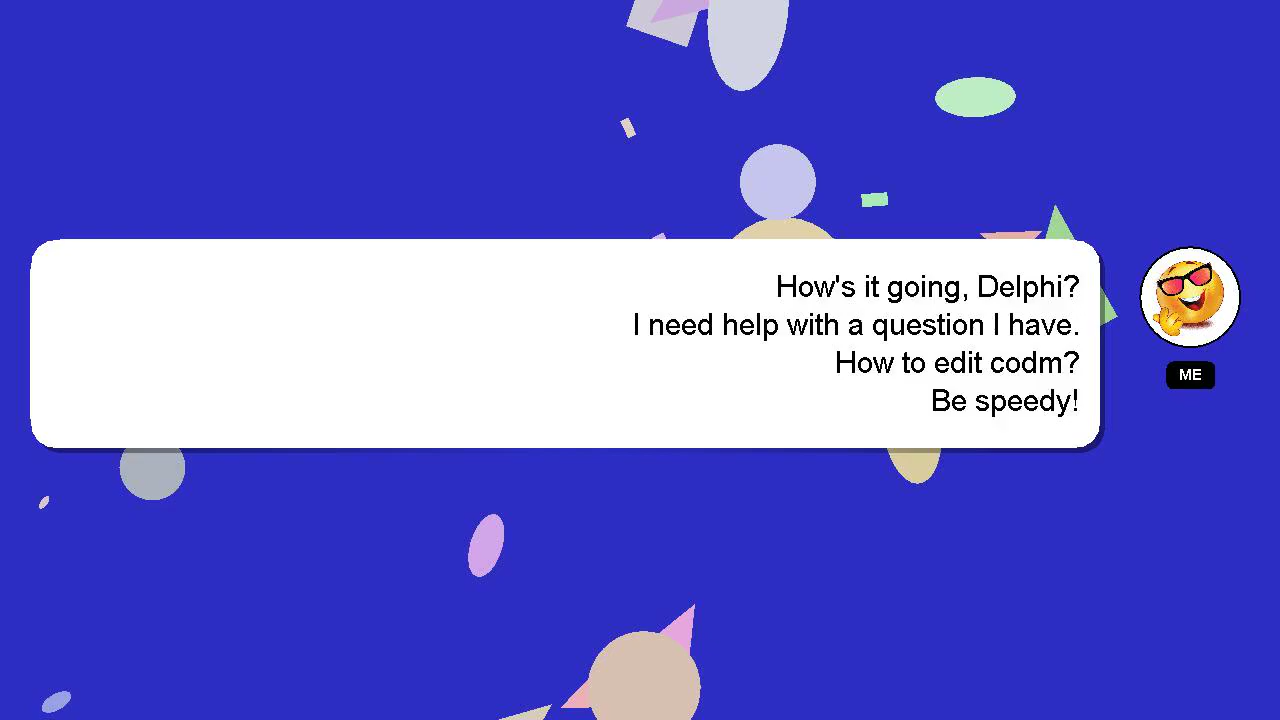 How's it going, Delphi?
I need help with a question I have.
How to edit codm?
Be speedy!
ME